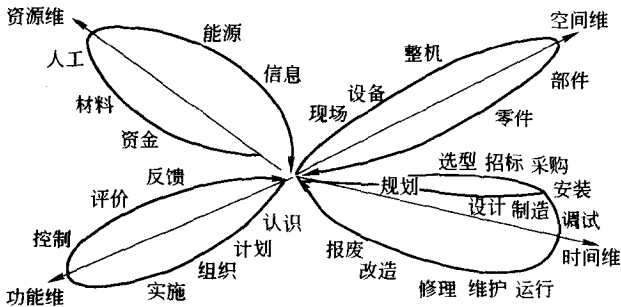 资源维
能源
人工
信息
材料
资金
空间维
整机
部件
设备
零件
现场
选型 招标 采购
规划
安装
设计 制造
调试
时间维
报废
改造
修理 维护 运行
反馈
评价
认识
控制
计划
组织
功能维
实施